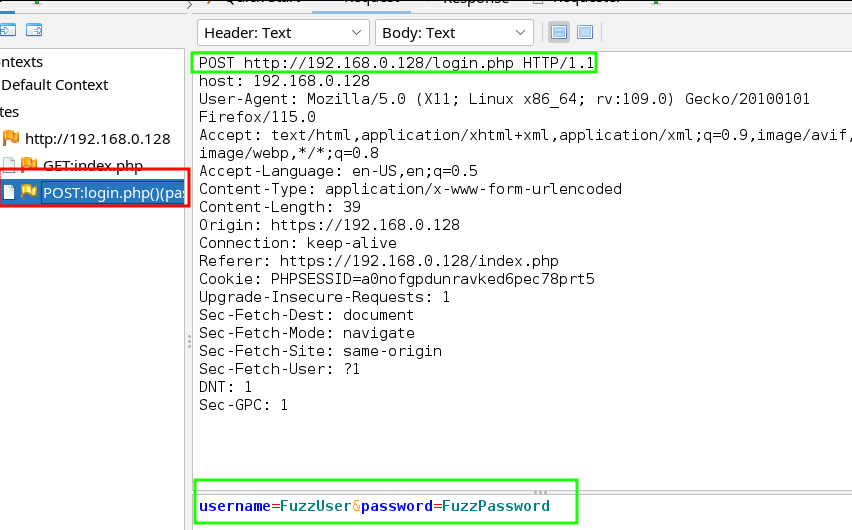 Header: Text
Body: Text
ntexts
Default Context
tes
http://192.168.0.128
GET:index.php
POST:login.php()(pas
POST http://192.168.0.128/login.php HTTP/1.1
host: 192.168.0.128
User-Agent: Mozilla/5.0 (X11; Linux x86_64; rv:109.0) Gecko/20100101
Firefox/115.0
Accept: text/html,application/xhtml+xml,application/xml;q=0.9,image/avif,
image/webp,*/*;q=0.8
Accept-Language: en-US,en;q=0.5
Content-Type: application/x-www-form-urlencoded
Content-Length: 39
Origin: https://192.168.0.128
Connection: keep-alive
Referer: https://192.168.0.128/index.php
Cookie: PHPSESSID=a0nofgpdunravked6pec78prt5
Upgrade-Insecure-Requests: 1
Sec-Fetch-Dest: document
Sec-Fetch-Mode: navigate
Sec-Fetch-Site: same-origin
Sec-Fetch-User: ?1
DNT: 1
Sec-GPC: 1
username=FuzzUser&password=FuzzPassword